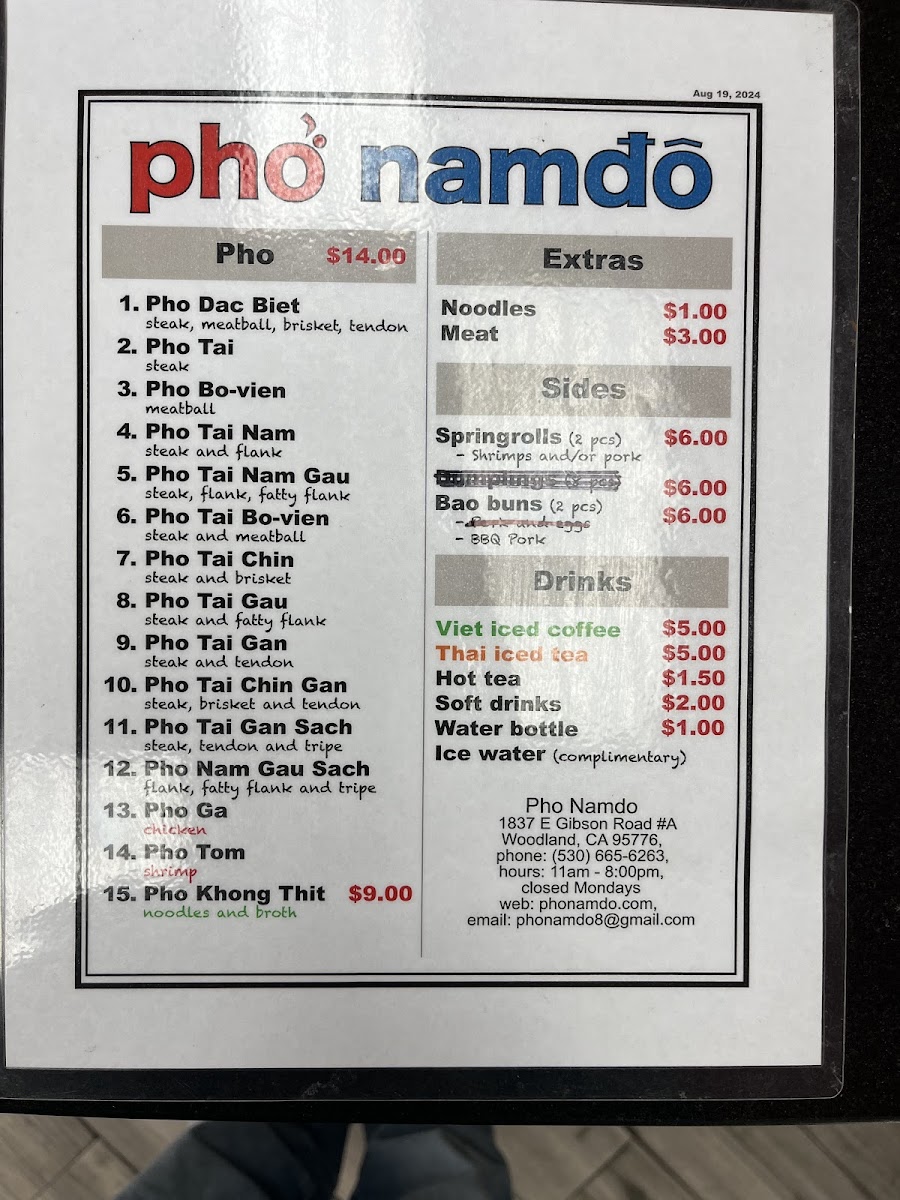 Aug 19, 2024
phở namđô
Pho $14.00
1. Pho Dac Biet
steak, meatball, brisket, tendon
2. Pho Tai
steak
3. Pho Bo-vien
meatball
4. Pho Tai Nam
steak and flank
5. Pho Tai Nam Gau
steak, flank, fatty flank
6. Pho Tai Bo-vien
steak and meatball
7. Pho Tai Chin
steak and brisket
8. Pho Tai Gau
steak and fatty flank
9. Pho Tai Gan
steak and tendon
10. Pho Tai Chin Gan
steak, brisket and tendon
11. Pho Tai Gan Sach
steak, tendon and tripe
12. Pho Nam Gau Sach
flank, fatty flank and tripe
13. Pho Ga
chicken
14. Pho Tom
shrimp
15. Pho Khong Thit $9.00
noodles and broth
Extras
Noodles $1.00
Meat $3.00
Sides
Springrolls (2 pcs) $6.00
- Shrimps and/or pork
Dumplings $6.00
Bao buns (2 pcs) $6.00
- Pork and eggs
- BBQ Pork
Drinks
Viet iced coffee $5.00
Thai iced tea $5.00
Hot tea $1.50
Soft drinks $2.00
Water bottle $1.00
Ice water (complimentary)
Pho Namdo
1837 E Gibson Road #A
Woodland, CA 95776,
phone: (530) 665-6263,
hours: 11am - 8:00pm,
closed Mondays
web: phonamdo.com,
email: phonamdo8@gmail.com